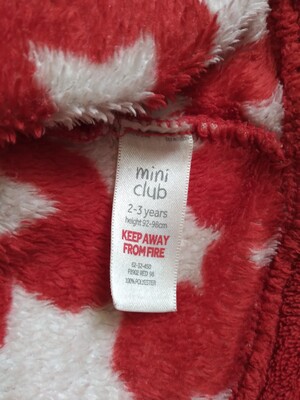 mini
club
2-3 years
height 92-98cm
KEEP AWAY
FROM FIRE
100% POLYESTER